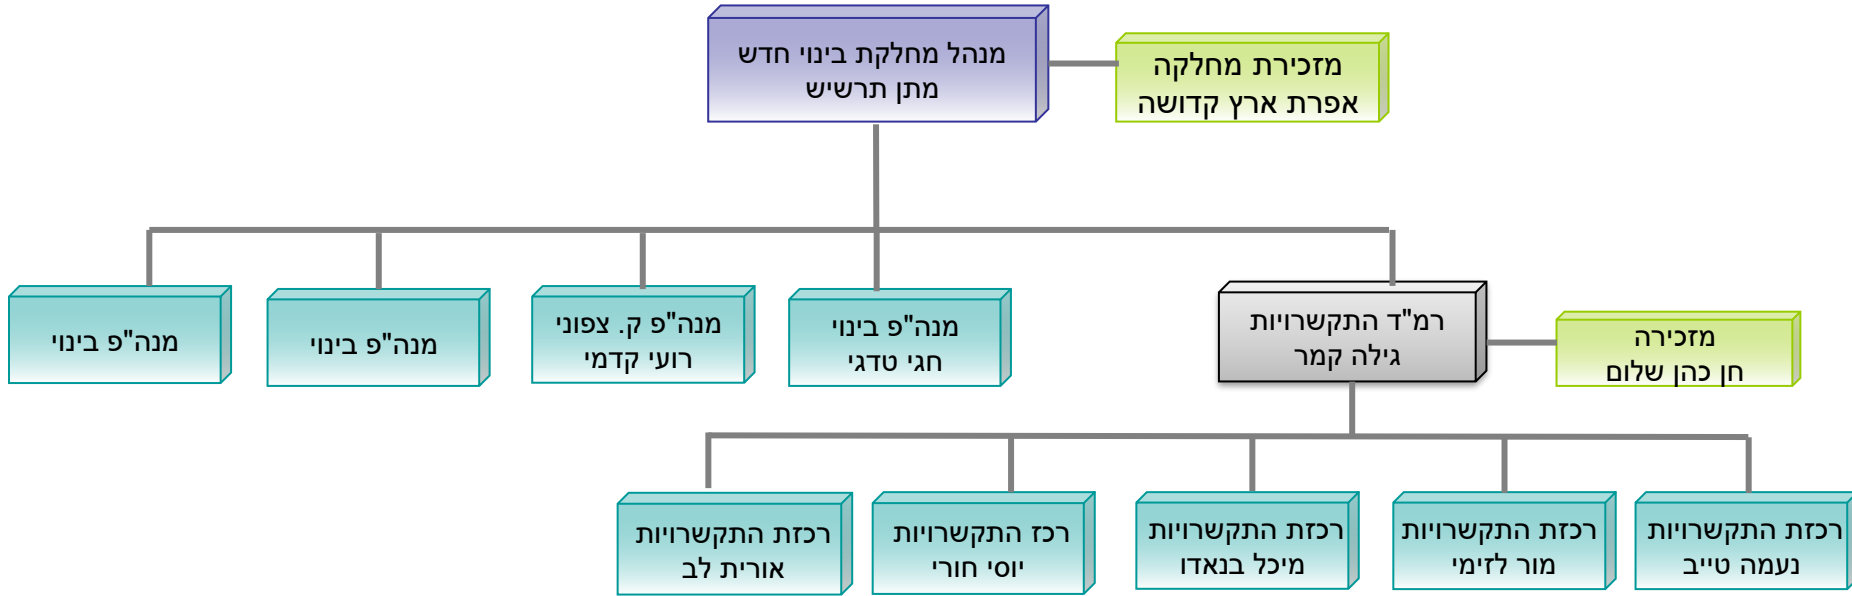 מנהל מחלקת בינוי חדש
מתן תרשיש
מזכירת מחלקה
אפרת ארץ קדושה
רמ"ד התקשרויות
גילה קמר
מזכירה
חן כהן שלום
מנה"פ בינוי
חגי טדגי
מנה"פ ק. צפוני
רועי קדמי
מנה"פ בינוי
מנה"פ בינוי
רכזת התקשרויות
נעמה טייב
רכזת התקשרויות
מור לזימי
רכזת התקשרויות
מיכל בנאדו
רכז התקשרויות
יוסי חורי
רכזת התקשרויות
אורית לב